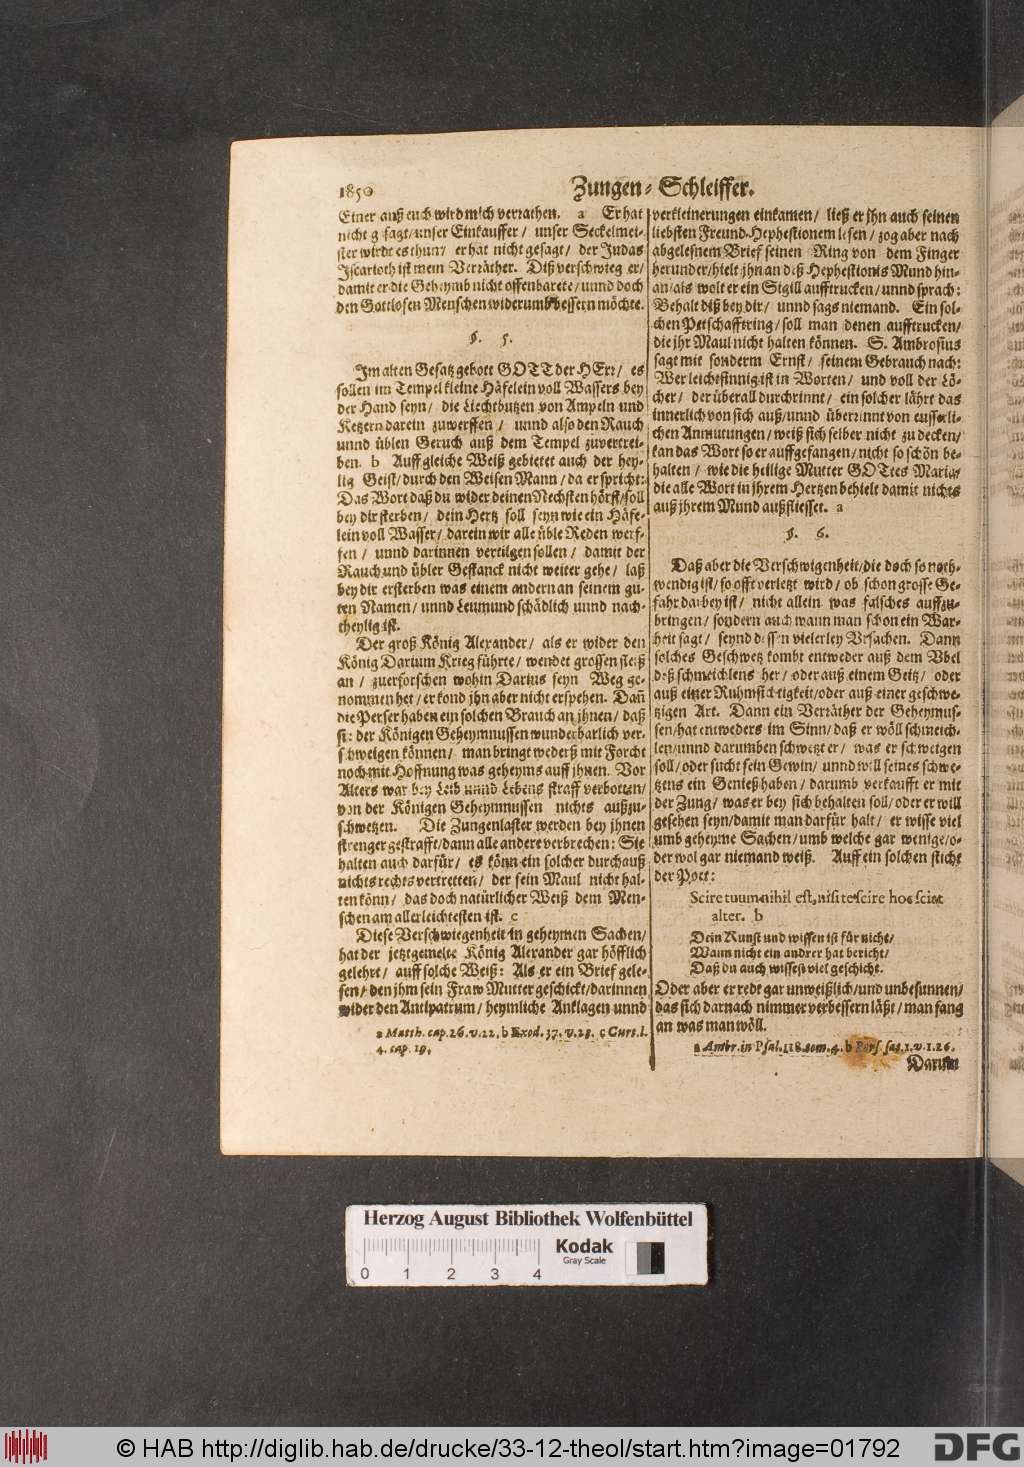 1850
Zungen-Schleiffer.
Einer auß euch wird mich verrathen. a Er hat
nicht gesagt/unser Einkauffer/ unser Seckelmei-
ster wirdt es thun/ er hat nicht gesagt/ der Judas
Iscarioth ist mein Verräther. Diß verschwieg er/
damit er die Geheymb nicht offenbarete/ unnd doch
den Gottlosen Menschen widerumb bessern möchte.
§. 5.
Im alten Gesatz gebott GOTT der HErr/ es
sollen im Tempel kleine Häfelein voll Wassers bey
der Hand seyn/ die Liechtbutzen von Ampeln und
Ketzern darein zuwerffen/ unnd also den Rauch
unnd üblen Geruch auß dem Tempel zuvertrei-
ben. b Auff gleiche Weiß gebietet auch der hey-
lig Geist/durch den Weisen Mann/da er spricht:
Das Wort daß du wider deinen Nechsten hörst/soll
bey dir sterben/ dein Hertz soll seyn wie ein Häfe-
lein voll Wasser/ darein wir alle üble Reden werf-
fen/ unnd darinnen vertilgen sollen/ damit der
Rauch und übler Gestanck nicht weiter gehe/ laß
bey dir ersterben was einem andern an seinem gu-
ten Namen/ unnd Leumund schädlich unnd nach-
theylig ist.
Der groß König Alexander/ als er wider den
König Darium Krieg führte/ wendet grossen fleiß
an/ zuerforschen wohin Darius seyn Weg ge-
nommen het/ er kond jhn aber nicht erspehen. Dañ
die Perser haben ein solchen Brauch an jhnen/ daß
sie der Königen Geheymnussen wunderbarlich ver-
schweigen können/ man bringt wederß mit Forcht
noch mit Hoffnung was geheyms auff jhnen. Vor
Alters war bey Leib unnd Lebens straff verbotten/
von der Königen Geheymnussen nichts außzu-
schwetzen. Die Zungenlaster werden bey jhnen
strenger gestrafft/dann alle andere verbrechen: Sie
halten auch darfür/ es könn ein solcher durchauß
nichts rechts vertretten/ der sein Maul nicht hal-
ten könn/ das doch natürlicher Weiß dem Men-
schen am allerleichtesten ist. c
Diese Verschwiegenheit in geheymen Sachen/
hat der jetztgemelte König Alexander gar höfflich
gelehrt/ auff solche Weiß: Als er ein Brief gele-
sen/ den jhm sein Fraw Mutter geschickt/darinnen
wider den Antipatrum/ heymliche Anklagen unnd
a Matth. cap. 26. v. 22. b Exod. 37. v. 23. c Curt. l.
4. cap. 19.
verkleinerungen einkamen/ ließ er jhn auch seinen
liebsten Freund Hephestionem lesen/ zog aber nach
abgelesnem Brief seinen Ring von dem Finger
herunder/hielt jhn an deß Hephestionis Mund hin-
an/als wolt er ein Sigill aufftrucken/ unnd sprach:
Behalt diß bey dir/ unnd sags niemand. Ein sol-
chen Petschafftring/ soll man denen aufftrucken/
die jhr Maul nicht halten können. S. Ambrosius
sagt mit sonderm Ernst/ seinem Gebrauch nach:
Wer leichtsinnig ist in Worten/ und voll der Lö-
cher/ der überall durchrinnt/ ein solcher lährt das
innerlich von sich auß/unnd überrinnt von eusserli-
chen Anmutungen/ weiß sich selber nicht zu decken/
kan das Wort so er auffgefangen/ nicht so schön be-
halten/ wie die heilige Mutter GOTtes Maria/
die alle Wort in jhrem Hertzen behielt damit nichts
auß jhrem Mund außfliesset. a
§. 6.
Daß aber die Verschwigenheit/die doch so noth-
wendig ist/ so offt verletzt wird/ ob schon grosse Ge-
fahr darbey ist/ nicht allein was falsches auffzu-
bringen/ sondern auch wann man schon ein War-
heit sagt/ seynd dessen vielerley Vrsachen. Dann
solches Geschwetz kombt entweder auß dem Vbel
deß schmeichlens her/ oder auß einem Geitz/ oder
auß einer Ruhmsichtigkeit/oder auß einer geschwe-
tzigen Art. Dann ein Verräther der Geheymnus-
sen/hat entweders im Sinn/daß er wöll schmeich-
len/unnd darumben schwetzt er/ was er schweigen
soll/oder sucht sein Gewin/ unnd will seines schwe-
tzens ein Genieß haben/ darumb verkaufft er mit
der Zung/ was er bey sich behalten soll/ oder er will
gesehen seyn/damit man darfür halt/ er wisse viel
umb geheyme Sachen/umb welche gar wenige/o-
der wol gar niemand weiß. Auff ein solchen sticht
der Poet:
Scire tuum nihil est, nisi te scire hoc sciat
alter. b
Dein Kunst und wissen ist für nicht/
Wann nicht ein andrer hat bericht/
Daß du auch wissest viel geschicht.
Oder aber er redt gar unweißlich/und unbesunnen/
das sich darnach nimmer verbessern läßt/ man fang
an was man wöll.
a Ambr. in Psal. 118. som. 4. b Pers. sat. 1. v. 1. 26.
Darum
Herzog August Bibliothek Wolfenbüttel
Kodak
Gray Scale
0 1 2 3 4
© HAB http://diglib.hab.de/drucke/33-12-theol/start.htm?image=01792
DFG